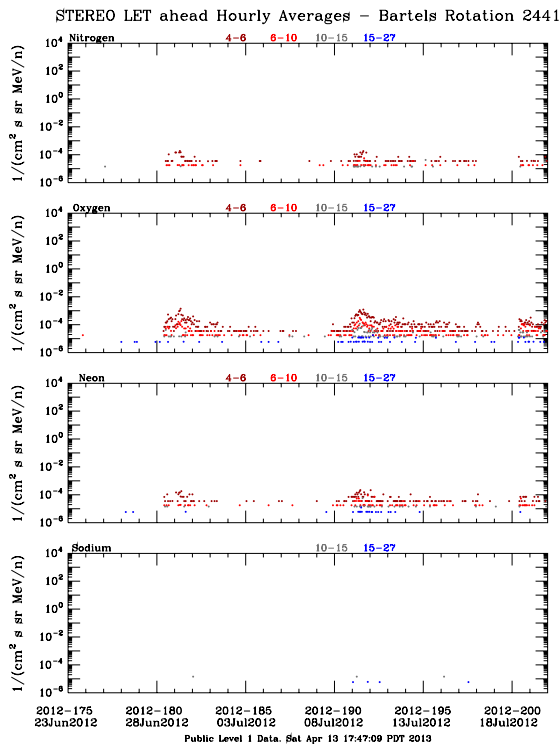 STEREO LET ahead Hourly Averages – Bartels Rotation 2441
Nitrogen 4–6 6–10 10–15 15–27
10^4
10^2
10^0
10^-2
10^-4
10^-6
1/(cm^2 s sr MeV/n)
Oxygen 4–6 6–10 10–15 15–27
10^4
10^2
10^0
10^-2
10^-4
10^-6
1/(cm^2 s sr MeV/n)
Neon 4–6 6–10 10–15 15–27
10^4
10^2
10^0
10^-2
10^-4
10^-6
1/(cm^2 s sr MeV/n)
Sodium 10–15 15–27
10^4
10^2
10^0
10^-2
10^-4
10^-6
1/(cm^2 s sr MeV/n)
2012–175 2012–180 2012–185 2012–190 2012–195 2012–200
23Jun2012 28Jun2012 03Jul2012 08Jul2012 13Jul2012 18Jul2012
Public Level 1 Data. Sat Apr 13 17:47:09 PDT 2013